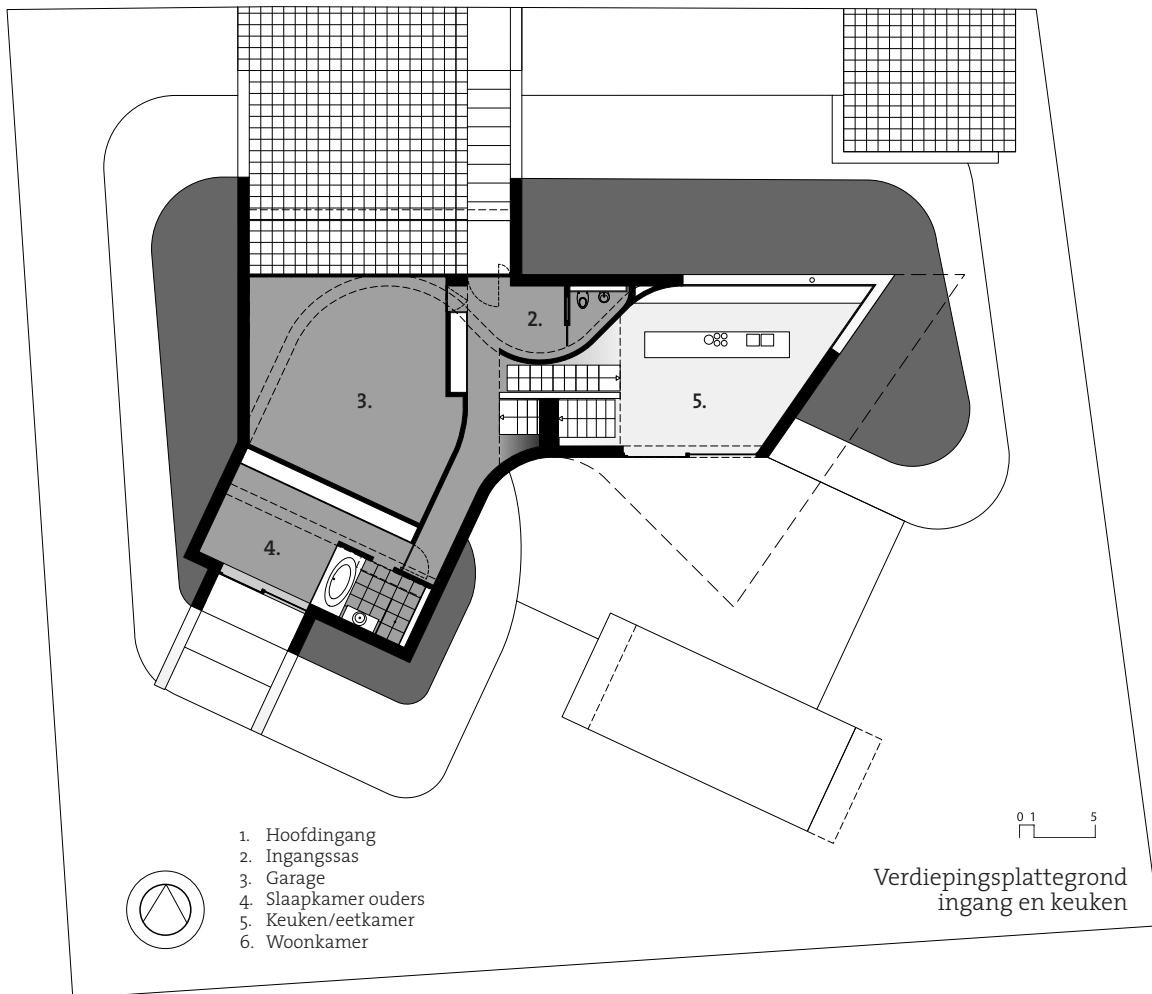 2.
3.
5.
4.
0 1 5
1. Hoofdingang
2. Ingangssas
3. Garage
4. Slaapkamer ouders
5. Keuken/eetkamer
6. Woonkamer
Verdiepingsplattegrond
ingang en keuken